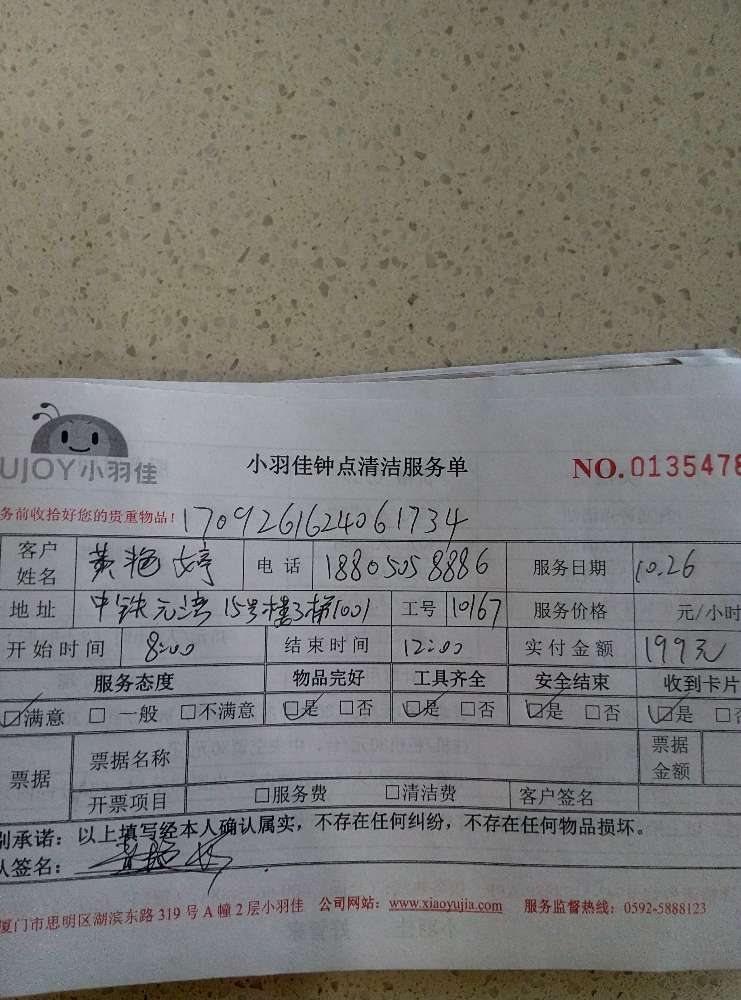 UJOY小羽佳
小羽佳钟点清洁服务单
NO. 0135478
务前收拾好您的贵重物品！ 1709261624061734
客户姓名 黄艳婷 电话 18805058886 服务日期 10.26
地址 中铁元湾15号楼3梯1001 工号 10167 服务价格 元/小时
开始时间 8:00 结束时间 12:00 实付金额 199元
服务态度 物品完好 工具齐全 安全结束 收到卡片
☑满意 □一般 □不满意 ☑是 □否 ☑是 □否 ☑是 □否 ☑是 □否
票据 票据名称 票据金额
开票项目 □服务费 □清洁费 客户签名
别承诺：以上填写经本人确认属实，不存在任何纠纷，不存在任何物品损坏。
人签名：
厦门市思明区湖滨东路319号A幢2层小羽佳 公司网站：www.xiaoyujia.com 服务监督热线：0592-5888123